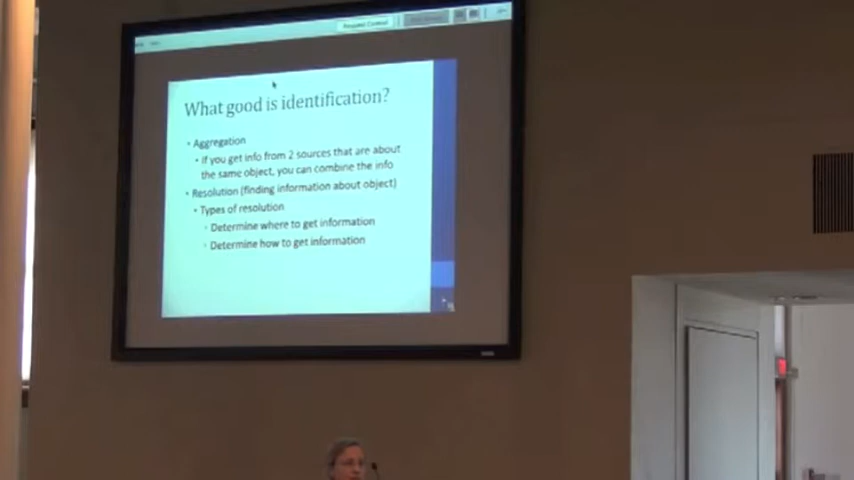 Request Control
What good is identification?
• Aggregation
• If you get info from 2 sources that are about
the same object, you can combine the info
• Resolution (finding information about object)
• Types of resolution
◦ Determine where to get information
◦ Determine how to get information